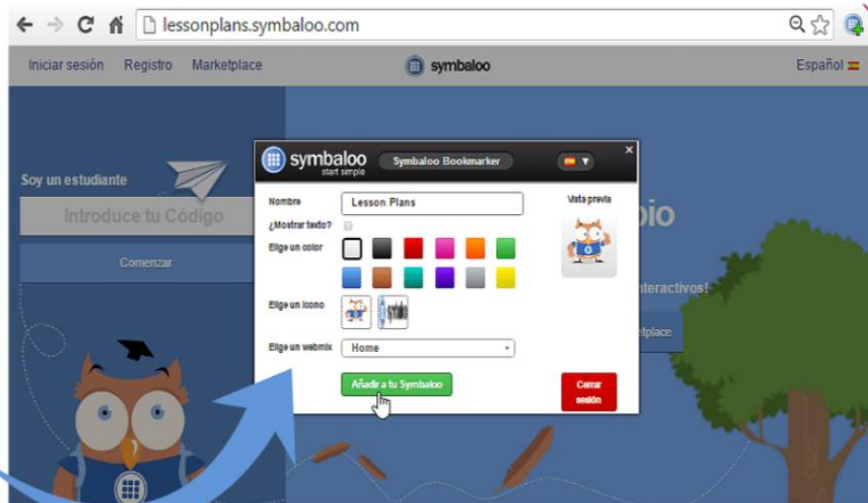 lessonplans.symbaloo.com
Iniciar sesión Registro Marketplace symbaloo Español
symbaloo Symbaloo Bookmarker
start simple
Soy un estudiante
Introduce tu Código
Comenzar
Nombre Lesson Plans Vista previa
¿Mostrar texto?
Elige un color
Elige un icono
Elige un webmix Home
Añadir a tu Symbaloo
Cerrar
sesión
bio
nteractivos!
etplace